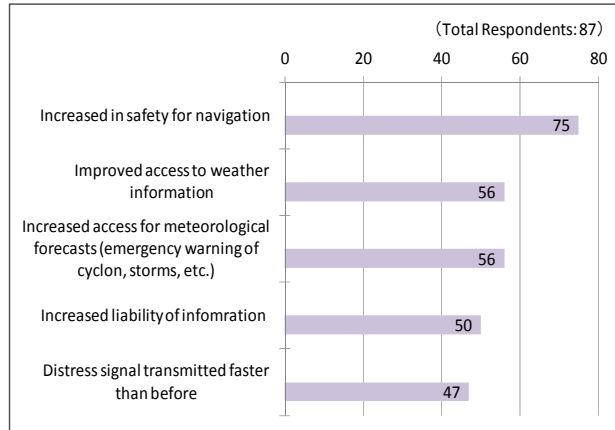 （Total Respondents: 87）
0 20 40 60 80
Increased in safety for navigation
75
Improved access to weather
information
56
Increased access for meteorological
forecasts (emergency warning of
cyclon, storms, etc.)
56
Increased liability of infomration
50
Distress signal transmitted faster
than before
47